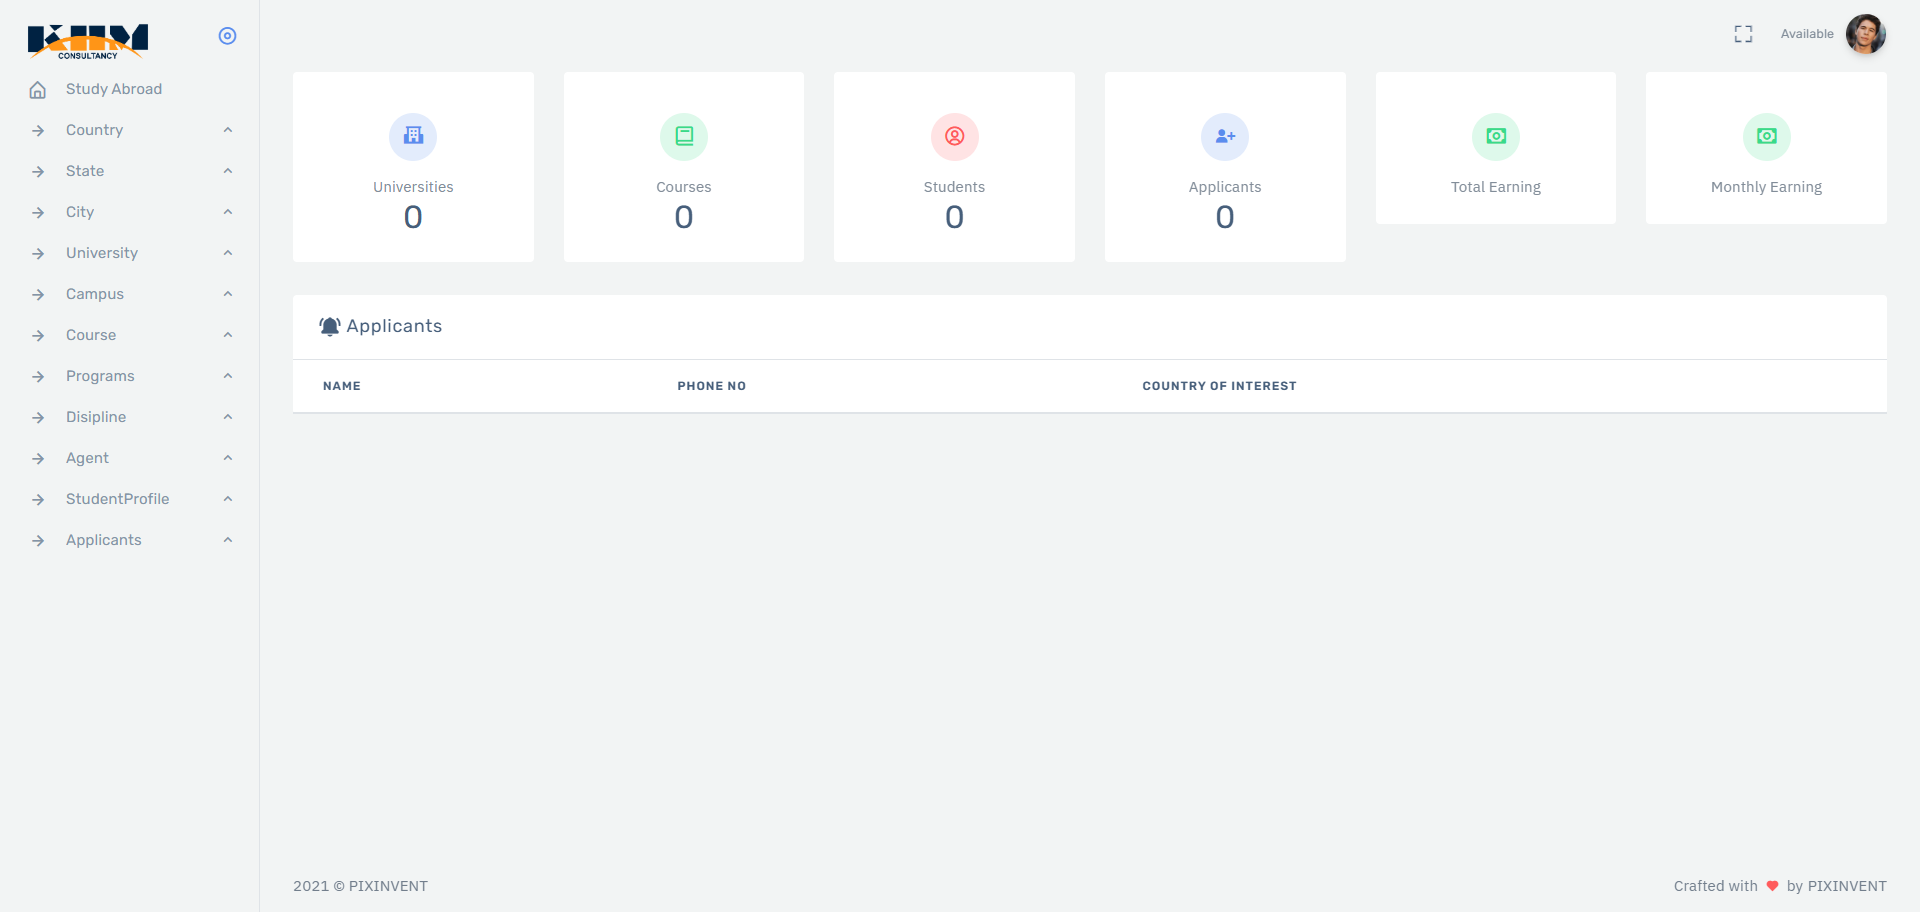 KIIM
CONSULTANCY
Available
Study Abroad
Country
State
City
University
Campus
Course
Programs
Disipline
Agent
StudentProfile
Applicants
Universities
0
Courses
0
Students
0
Applicants
0
Total Earning
Monthly Earning
Applicants
NAME PHONE NO COUNTRY OF INTEREST
2021 © PIXINVENT
Crafted with by PIXINVENT